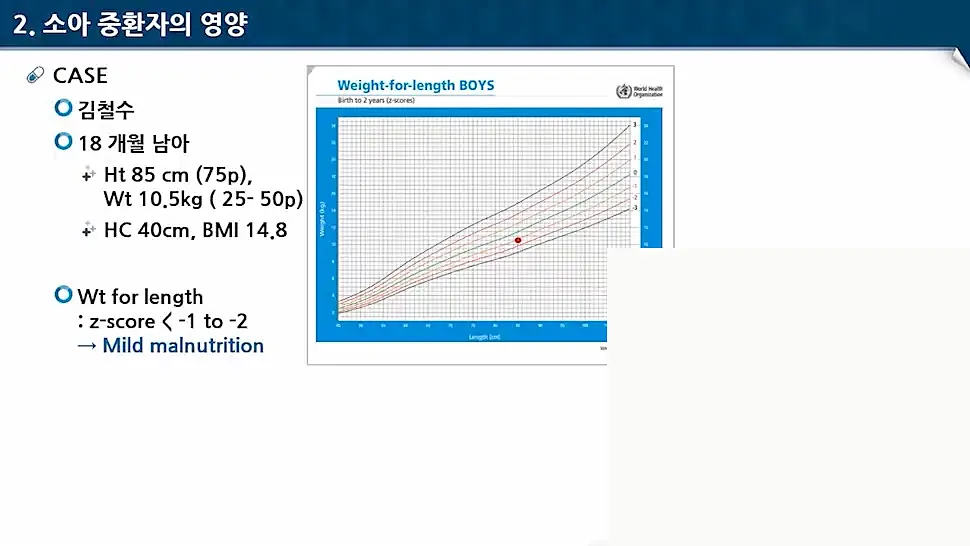 2. 소아 중환자의 영양
CASE
김철수
18 개월 남아
Ht 85 cm (75p),
Wt 10.5kg ( 25- 50p)
HC 40cm, BMI 14.8
Wt for length
: z-score < -1 to -2
→ Mild malnutrition
Weight-for-length BOYS
Birth to 2 years (z-scores)
World Health
Organization
3
2
1
0
-1
-2
-3
Weight (kg)
Length (cm)